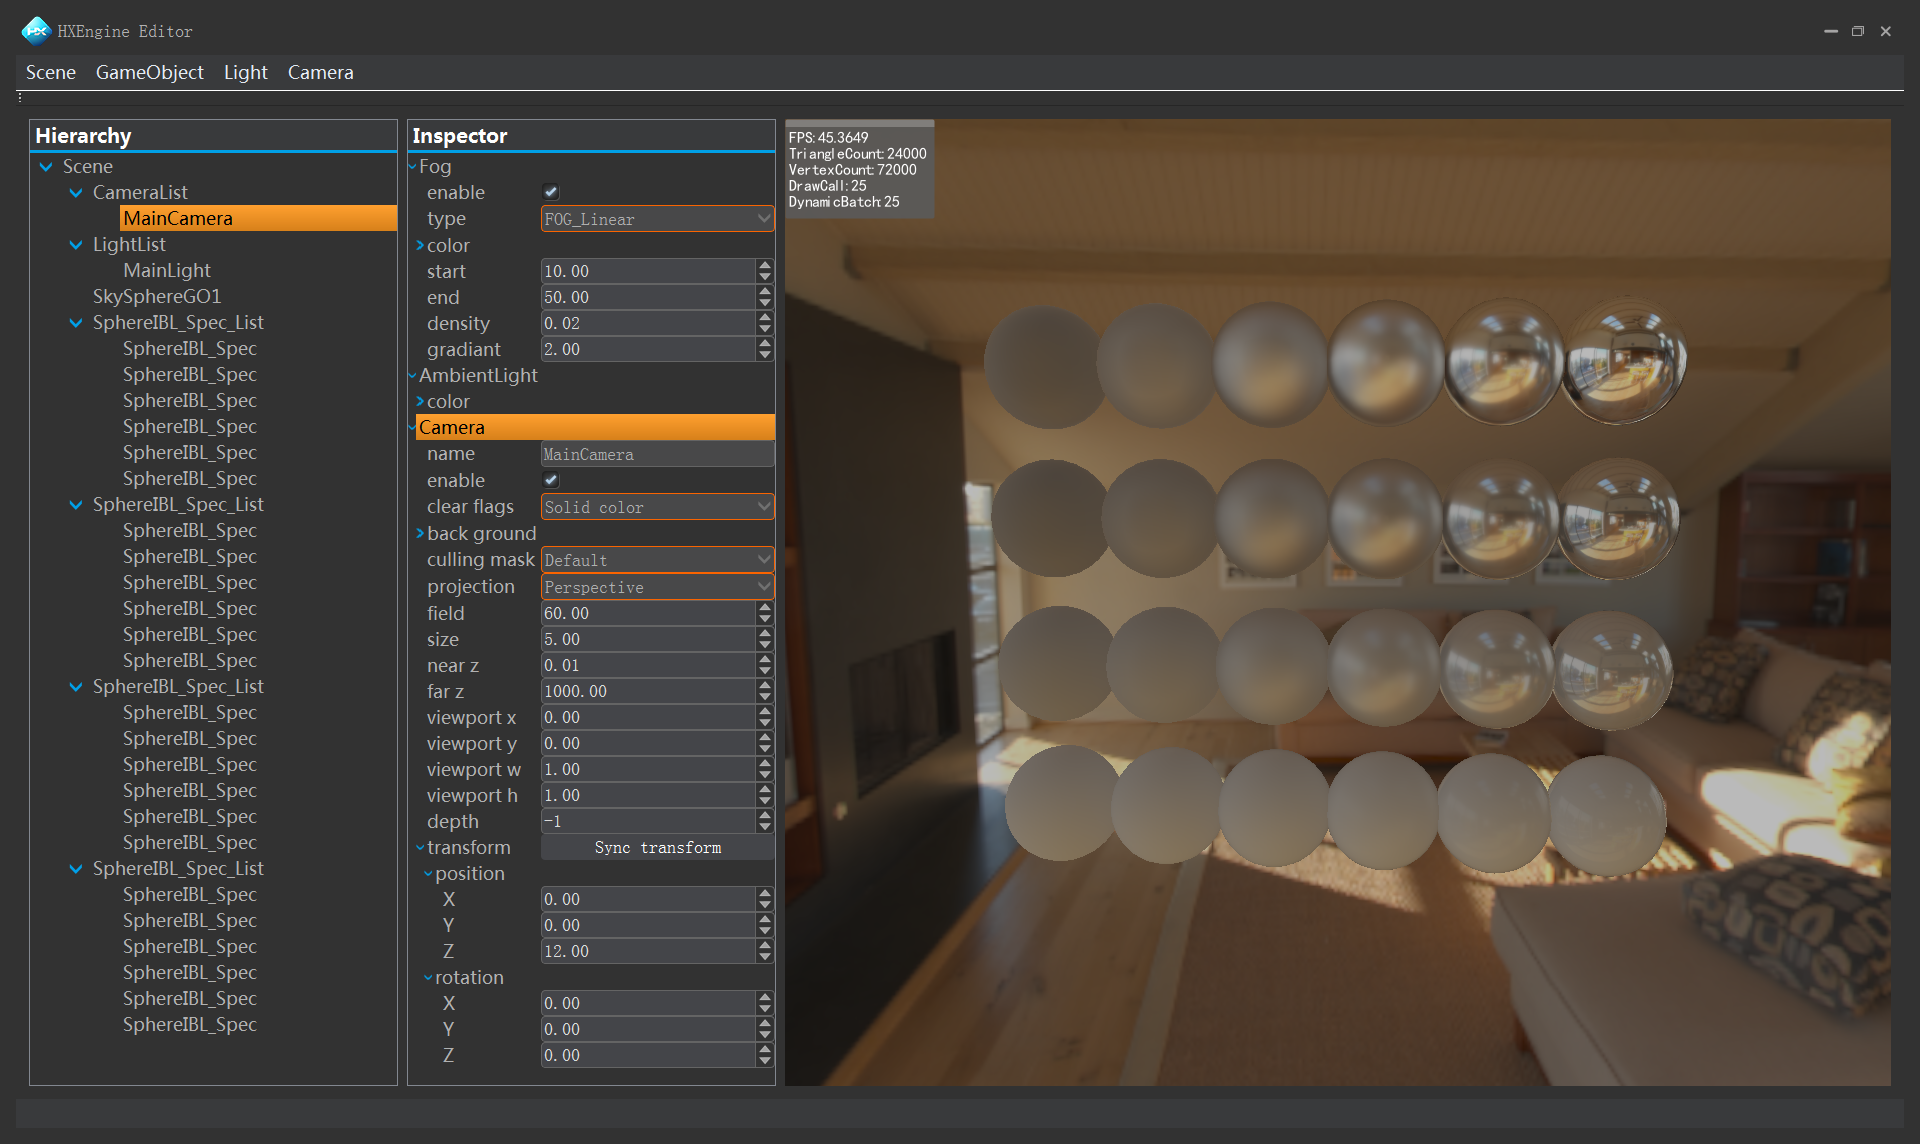 HXEngine Editor
Scene GameObject Light Camera
Hierarchy
Scene
CameraList
MainCamera
LightList
MainLight
SkySphereGO1
SphereIBL_Spec_List
SphereIBL_Spec
SphereIBL_Spec
SphereIBL_Spec
SphereIBL_Spec
SphereIBL_Spec
SphereIBL_Spec
SphereIBL_Spec_List
SphereIBL_Spec
SphereIBL_Spec
SphereIBL_Spec
SphereIBL_Spec
SphereIBL_Spec
SphereIBL_Spec
SphereIBL_Spec_List
SphereIBL_Spec
SphereIBL_Spec
SphereIBL_Spec
SphereIBL_Spec
SphereIBL_Spec
SphereIBL_Spec
SphereIBL_Spec_List
SphereIBL_Spec
SphereIBL_Spec
SphereIBL_Spec
SphereIBL_Spec
SphereIBL_Spec
SphereIBL_Spec
Inspector
Fog
enable
type FOG_Linear
color
start 10.00
end 50.00
density 0.02
gradiant 2.00
AmbientLight
color
Camera
name MainCamera
enable
clear flags Solid color
back ground
culling mask Default
projection Perspective
field 60.00
size 5.00
near z 0.01
far z 1000.00
viewport x 0.00
viewport y 0.00
viewport w 1.00
viewport h 1.00
depth -1
transform Sync transform
position
X 0.00
Y 0.00
Z 12.00
rotation
X 0.00
Y 0.00
Z 0.00
FPS:45.3649
TriangleCount:24000
VertexCount:72000
DrawCall:25
DynamicBatch:25